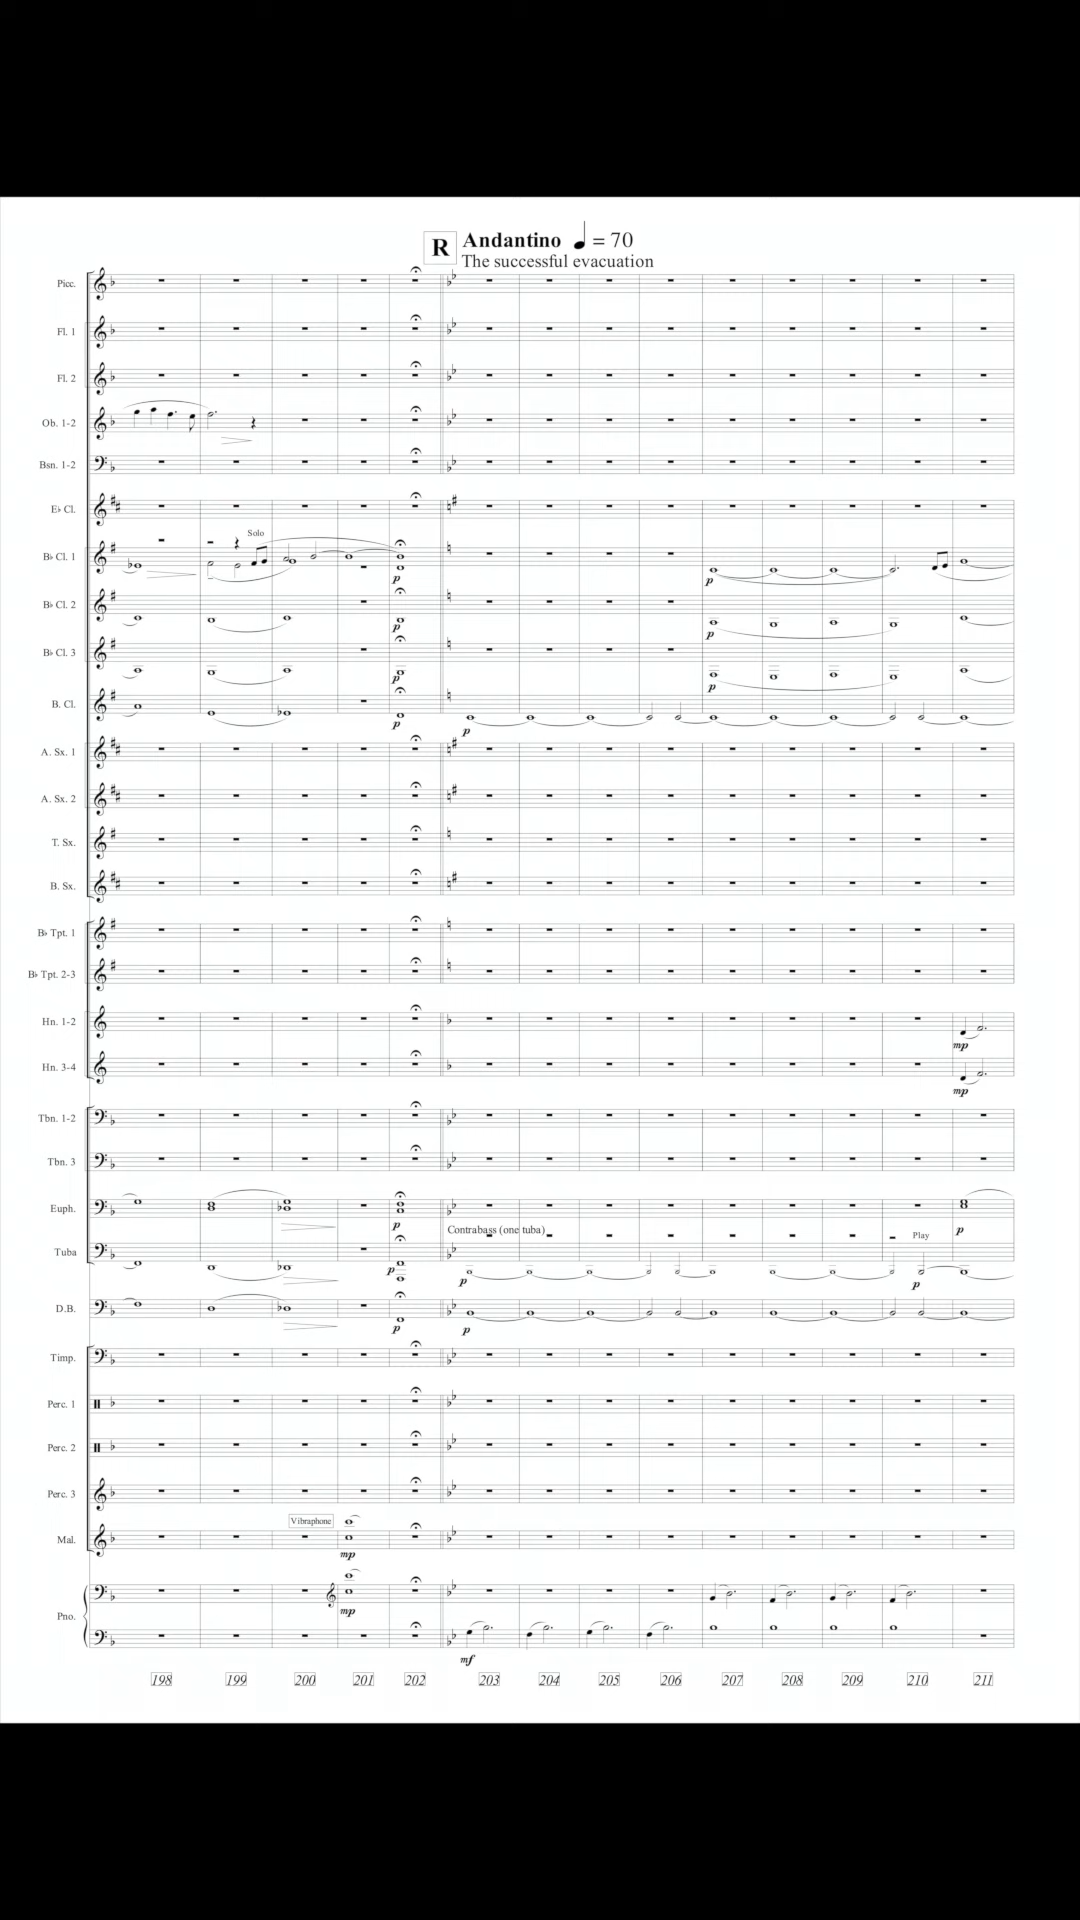 R Andantino = 70
The successful evacuation
Picc.
Fl. 1
Fl. 2
Ob. 1-2
Bsn. 1-2
E♭ Cl.
Solo
B♭ Cl. 1
p p
B♭ Cl. 2
p p
B♭ Cl. 3
p p
B. Cl.
p p
A. Sx. 1
A. Sx. 2
T. Sx.
B. Sx.
B♭ Tpt. 1
B♭ Tpt. 2-3
Hn. 1-2
mp
Hn. 3-4
mp
Tbn. 1-2
Tbn. 3
Euph.
p p
Contrabass (one tuba) Play
Tuba
p p p
D.B.
p p
Timp.
Perc. 1
Perc. 2
Perc. 3
Vibraphone
Mal.
mp
Pno.
mp
mf
198 199 200 201 202 203 204 205 206 207 208 209 210 211